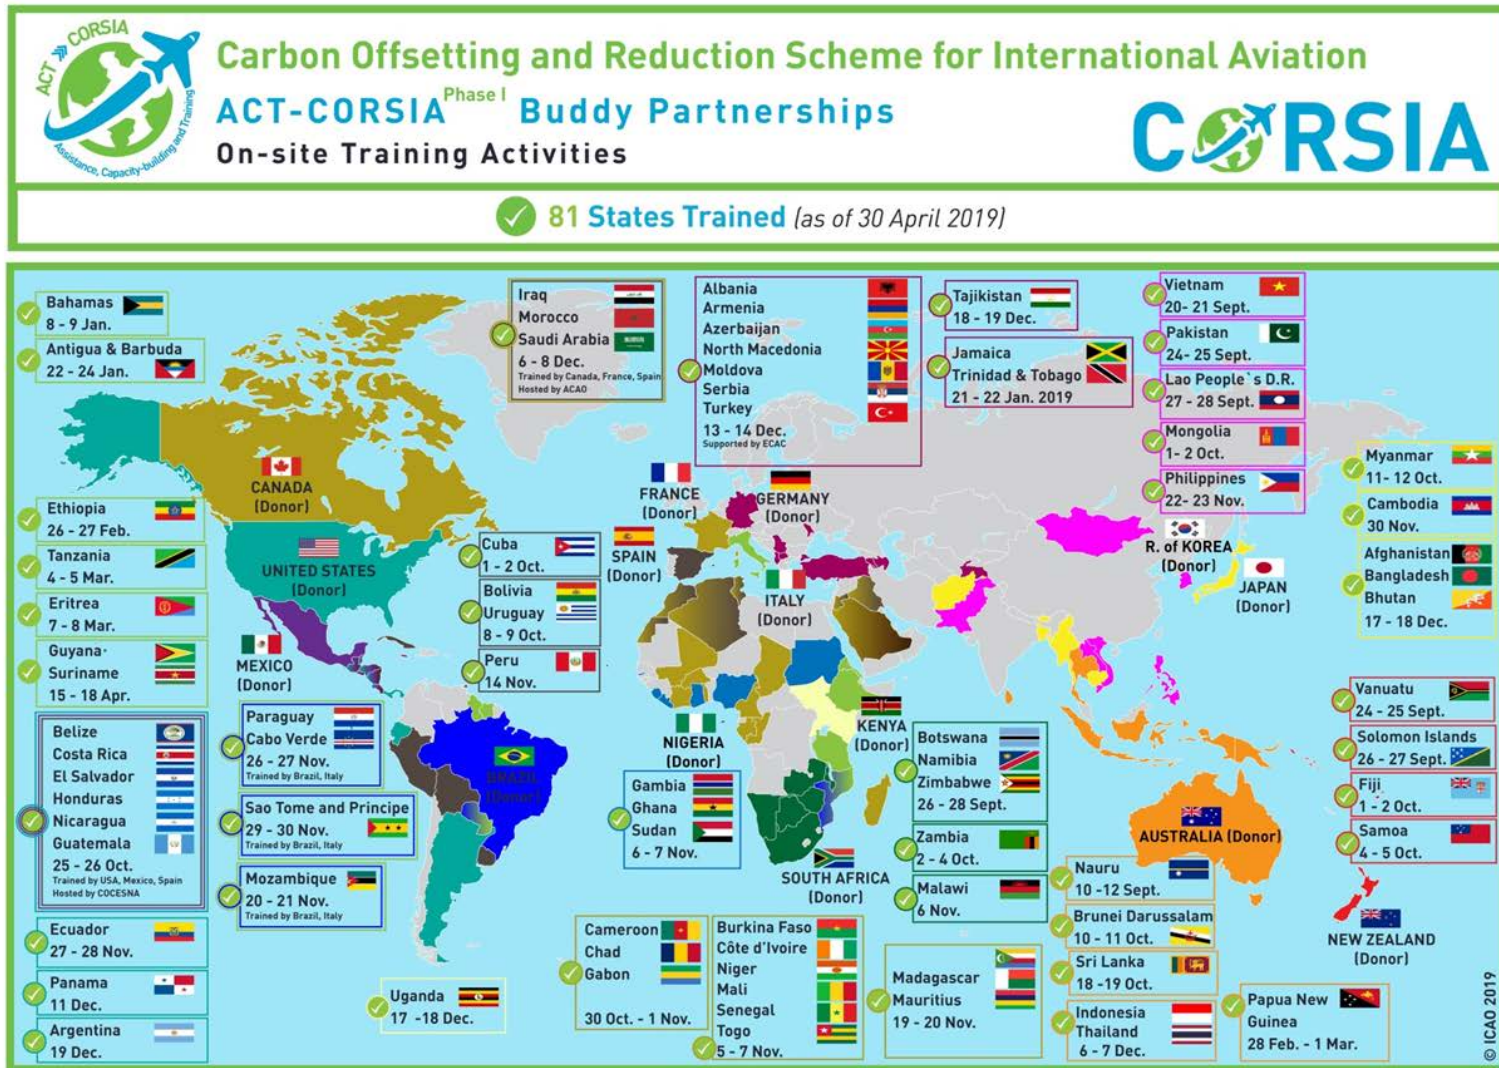 ACT CORSIA
Assistance, Capacity-building and Training
Carbon Offsetting and Reduction Scheme for International Aviation
ACT-CORSIA Phase I Buddy Partnerships
On-site Training Activities
CORSIA
81 States Trained (as of 30 April 2019)
Bahamas
8 - 9 Jan.
Antigua & Barbuda
22 - 24 Jan.
Iraq
Morocco
Saudi Arabia
6 - 8 Dec.
Trained by Canada, France, Spain
Hosted by ACAO
Albania
Armenia
Azerbaijan
North Macedonia
Moldova
Serbia
Turkey
13 - 14 Dec.
Supported by ECAC
Tajikistan
18 - 19 Dec.
Jamaica
Trinidad & Tobago
21 - 22 Jan. 2019
Vietnam
20- 21 Sept.
Pakistan
24- 25 Sept.
Lao People`s D.R.
27 - 28 Sept.
Mongolia
1- 2 Oct.
Philippines
22- 23 Nov.
Myanmar
11- 12 Oct.
Cambodia
30 Nov.
Afghanistan
Bangladesh
Bhutan
17 - 18 Dec.
CANADA
(Donor)
UNITED STATES
(Donor)
MEXICO
(Donor)
FRANCE
(Donor)
GERMANY
(Donor)
SPAIN
(Donor)
ITALY
(Donor)
R. of KOREA
(Donor)
JAPAN
(Donor)
Ethiopia
26 - 27 Feb.
Tanzania
4 - 5 Mar.
Eritrea
7 - 8 Mar.
Guyana·
Suriname
15 - 18 Apr.
Cuba
1 - 2 Oct.
Bolivia
Uruguay
8 - 9 Oct.
Peru
14 Nov.
Belize
Costa Rica
El Salvador
Honduras
Nicaragua
Guatemala
25 - 26 Oct.
Trained by USA, Mexico, Spain
Hosted by COCESNA
Paraguay
Cabo Verde
26 - 27 Nov.
Trained by Brazil, Italy
Sao Tome and Principe
29 - 30 Nov.
Trained by Brazil, Italy
Mozambique
20 - 21 Nov.
Trained by Brazil, Italy
BRAZIL
(Donor)
NIGERIA
(Donor)
KENYA
(Donor)
Gambia
Ghana
Sudan
6 - 7 Nov.
Botswana
Namibia
Zimbabwe
26 - 28 Sept.
Zambia
2 - 4 Oct.
Malawi
6 Nov.
SOUTH AFRICA
(Donor)
AUSTRALIA (Donor)
NEW ZEALAND
(Donor)
Vanuatu
24 - 25 Sept.
Solomon Islands
26 - 27 Sept.
Fiji
1 - 2 Oct.
Samoa
4 - 5 Oct.
Ecuador
27 - 28 Nov.
Panama
11 Dec.
Argentina
19 Dec.
Uganda
17 -18 Dec.
Cameroon
Chad
Gabon
30 Oct. - 1 Nov.
Burkina Faso
Côte d'Ivoire
Niger
Mali
Senegal
Togo
5 - 7 Nov.
Madagascar
Mauritius
19 - 20 Nov.
Nauru
10 -12 Sept.
Brunei Darussalam
10 - 11 Oct.
Sri Lanka
18 -19 Oct.
Indonesia
Thailand
6 - 7 Dec.
Papua New
Guinea
28 Feb. - 1 Mar.
© ICAO 2019